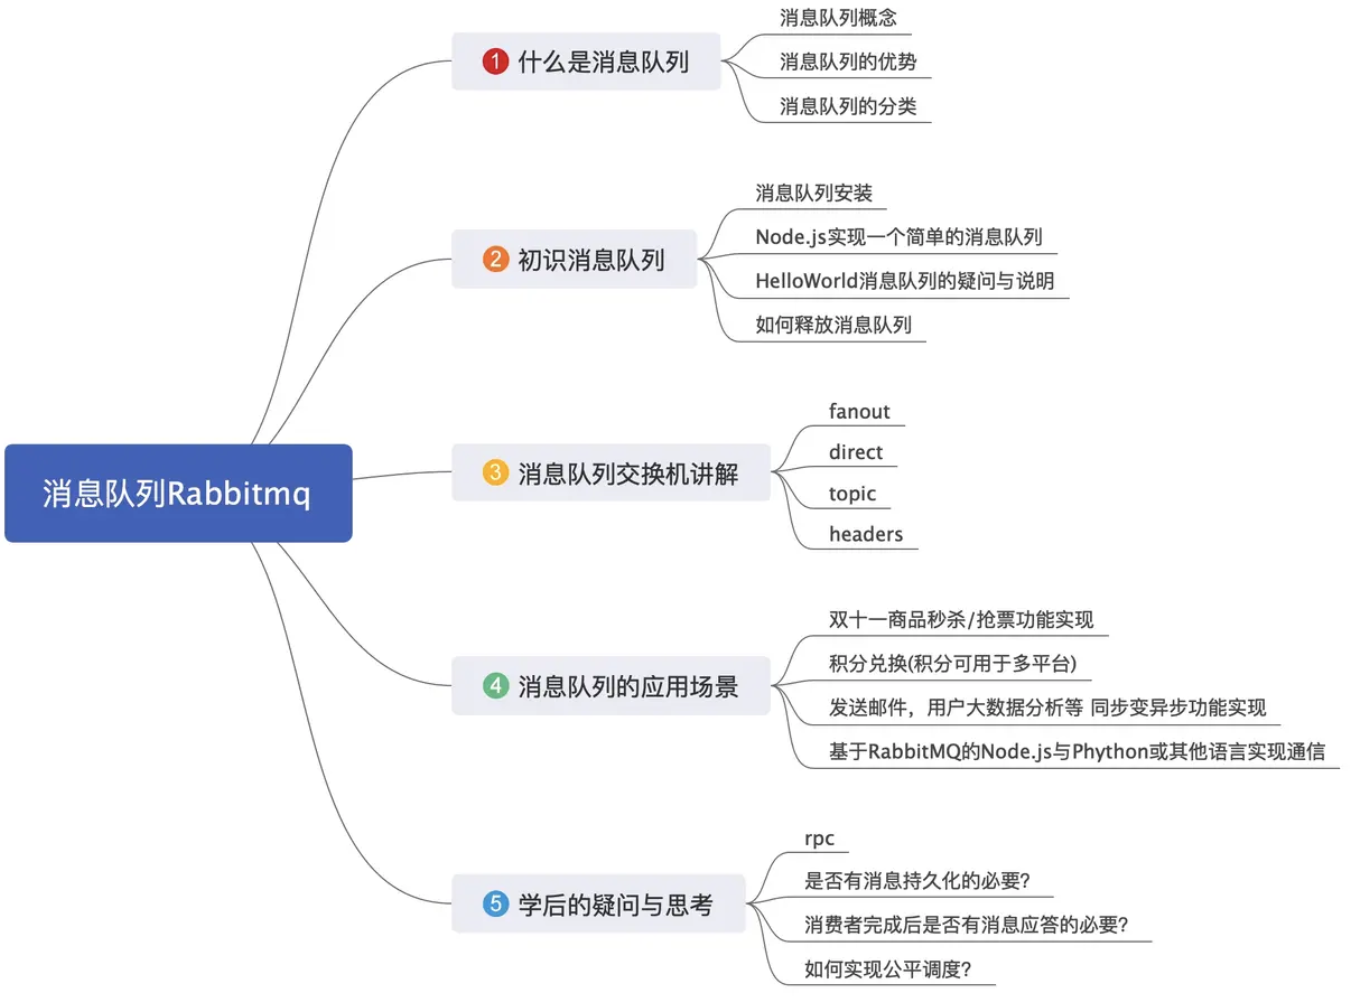 消息队列Rabbitmq
1 什么是消息队列
消息队列概念
消息队列的优势
消息队列的分类
2 初识消息队列
消息队列安装
Node.js实现一个简单的消息队列
HelloWorld消息队列的疑问与说明
如何释放消息队列
3 消息队列交换机讲解
fanout
direct
topic
headers
4 消息队列的应用场景
双十一商品秒杀/抢票功能实现
积分兑换(积分可用于多平台)
发送邮件，用户大数据分析等 同步变异步功能实现
基于RabbitMQ的Node.js与Phython或其他语言实现通信
5 学后的疑问与思考
rpc
是否有消息持久化的必要?
消费者完成后是否有消息应答的必要?
如何实现公平调度?